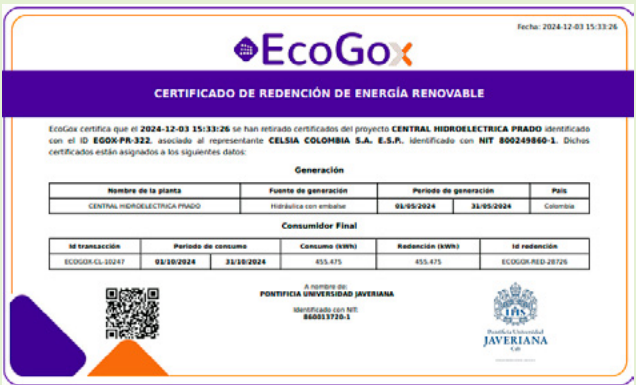 Fecha: 2024-12-03 15:33:26
EcoGox
CERTIFICADO DE REDENCIÓN DE ENERGÍA RENOVABLE
EcoGox certifica que el 2024-12-03 15:33:26 se han retirado certificados del proyecto CENTRAL HIDROELECTRICA PRADO identificado
con el ID EGOX-PR-322, asociado al representante CELSIA COLOMBIA S.A. E.S.P. identificado con NIT 800249860-1. Dichos
certificados están asignados a los siguientes datos:
Generación
Nombre de la planta Fuente de generación Periodo de generación País
CENTRAL HIDROELECTRICA PRADO Hidráulica con embalse 01/05/2024 31/05/2024 Colombia
Consumidor Final
Id transacción Periodo de consumo Consumo (kWh) Redención (kWh) Id redención
ECOGOX-CL-10247 01/10/2024 31/10/2024 455.475 455.475 ECOGOX-RED-28726
A nombre de:
PONTIFICIA UNIVERSIDAD JAVERIANA
Identificado con NIT:
860013720-1
IHS
Pontificia Universidad
JAVERIANA
Cali